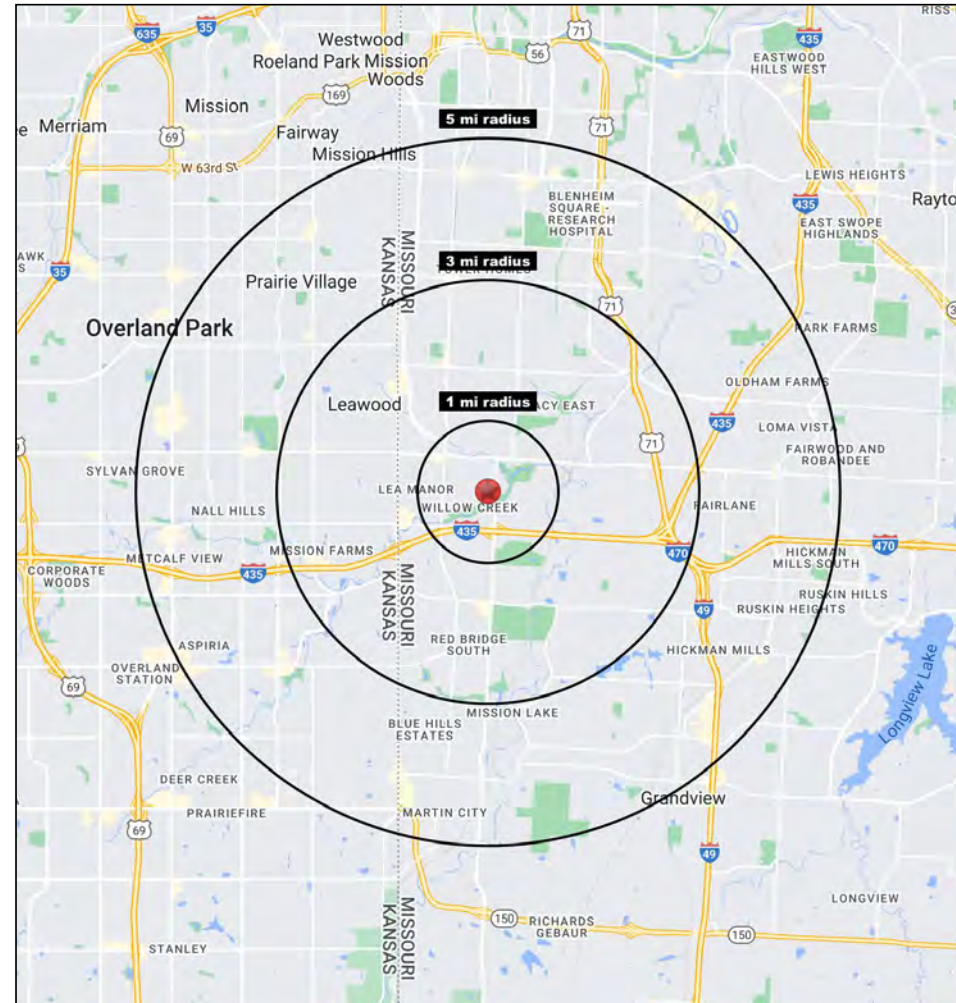 RISS
635
35
71
435
Westwood
Roeland Park Mission
Woods
56
EASTWOOD
HILLS WEST
169
Mission
5 mi radius
Merriam
69
Fairway
71
W 63rd St
Mission Hills
LEWIS HEIGHTS
BLENHEIM
SQUARE -
RESEARCH
HOSPITAL
435
Rayto
EAST SWOPE
HIGHLANDS
MISSOURI
KANSAS
35
3 mi radius
Prairie Village
71
Overland Park
PARK FARMS
OLDHAM FARMS
Leawood
1 mi radius
ACY EAST
435
LOMA VISTA
71
FAIRWOOD AND
ROBANDEE
SYLVAN GROVE
LEA MANOR
WILLOW CREEK
NALL HILLS
FAIRLANE
435
MISSION FARMS
METCALF VIEW
470
HICKMAN
MILLS SOUTH
470
CORPORATE
WOODS
435
MISSOURI
KANSAS
RUSKIN HILLS
49
RUSKIN HEIGHTS
RED BRIDGE
SOUTH
ASPIRIA
HICKMAN MILLS
OVERLAND
STATION
69
Longview Lake
MISSION LAKE
BLUE HILLS
ESTATES
DEER CREEK
Grandview
PRAIRIEFIRE
MARTIN CITY
69
49
MISSOURI
KANSAS
LONGVIEW
150
RICHARDS
GEBAUR
150
STANLEY